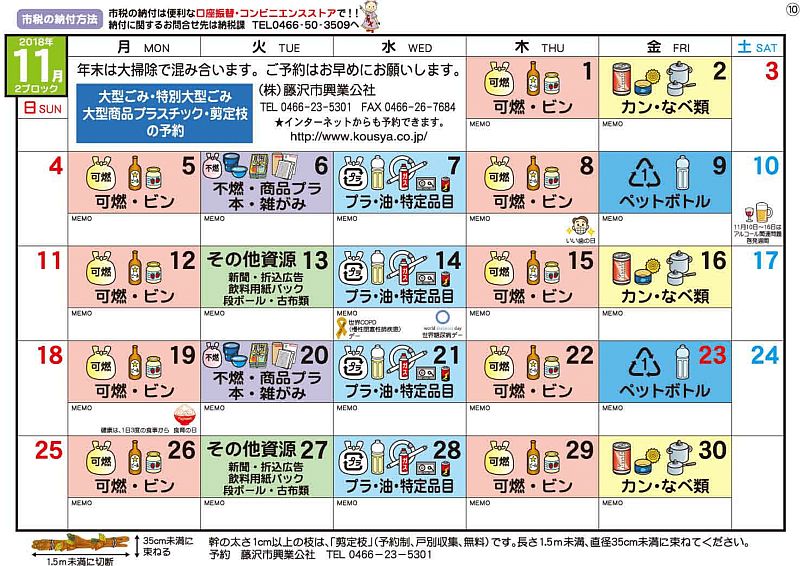 市税の納付方法
市税の納付は便利な口座振替・コンビニエンスストアで!!
納付に関するお問合せ先は納税課 TEL0466-50-3509へ
⑩
2018年
11月
2ブロック
日 SUN
月 MON
火 TUE
水 WED
木 THU
金 FRI
土 SAT
年末は大掃除で混み合います。ご予約はお早めにお願いします。
大型ごみ・特別大型ごみ
大型商品プラスチック・剪定枝
の予約
(株)藤沢市興業公社
TEL 0466-23-5301 FAX 0466-26-7684
★インターネットからも予約できます。
http://www.kousya.co.jp/
1
可燃
可燃・ビン
MEMO
2
カン・なべ類
MEMO
3
4
5
可燃
可燃・ビン
MEMO
6
不燃
不燃・商品プラ
本・雑がみ
MEMO
7
プラ
プラ・油・特定品目
MEMO
8
可燃
可燃・ビン
MEMO
いい歯の日
9
1
ペットボトル
MEMO
10
11月10日~16日は
アルコール関連問題
啓発週間
11
12
可燃
可燃・ビン
MEMO
その他資源 13
新聞・折込広告
飲料用紙パック
段ボール・古布類
MEMO
14
プラ
プラ・油・特定品目
MEMO
世界COPD
(慢性閉塞性肺疾患)
デー
world diabetes day
世界糖尿病デー
15
可燃
可燃・ビン
MEMO
16
カン・なべ類
MEMO
17
18
19
可燃
可燃・ビン
MEMO
健康は、1日3度の食事から 食育の日
20
不燃
不燃・商品プラ
本・雑がみ
MEMO
21
プラ
プラ・油・特定品目
MEMO
22
可燃
可燃・ビン
MEMO
23
1
ペットボトル
MEMO
24
25
26
可燃
可燃・ビン
MEMO
その他資源 27
新聞・折込広告
飲料用紙パック
段ボール・古布類
MEMO
28
プラ
プラ・油・特定品目
MEMO
29
可燃
可燃・ビン
MEMO
30
カン・なべ類
MEMO
35cm未満に
束ねる
1.5m未満に切断
幹の太さ1cm以上の枝は、「剪定枝」(予約制、戸別収集、無料)です。長さ1.5m未満、直径35cm未満に束ねてください。
予約 藤沢市興業公社 TEL 0466-23-5301